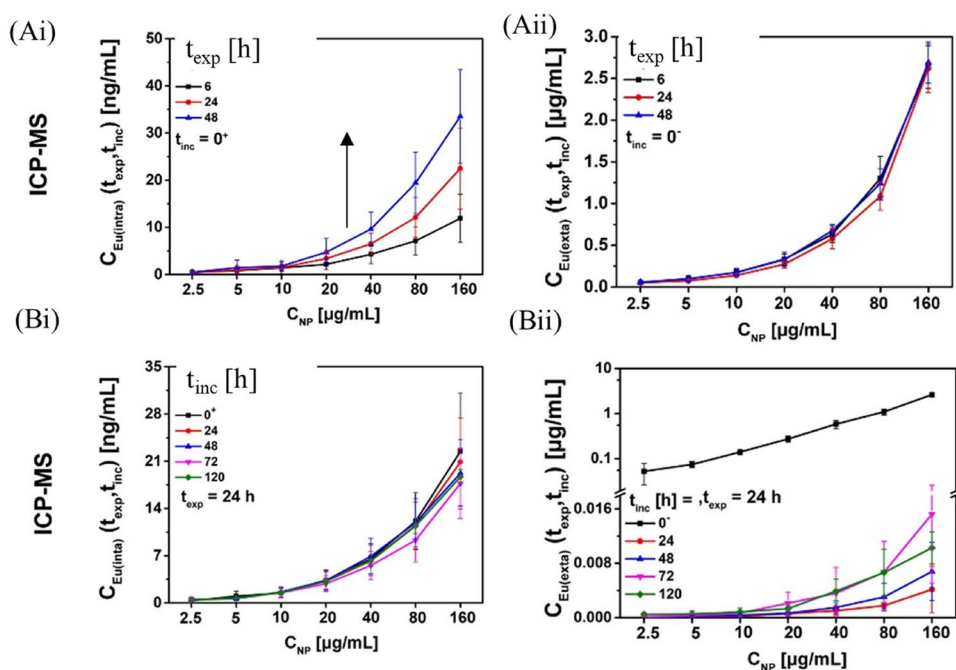 (Ai)
ICP-MS
C_Eu(intra) (t_exp,t_inc) [ng/mL]
50
40
30
20
10
0
t_exp [h]
6
24
48
t_inc = 0⁺
2.5 5 10 20 40 80 160
C_NP [µg/mL]
(Aii)
C_Eu(exta) (t_exp,t_inc) [µg/mL]
3.0
2.5
2.0
1.5
1.0
0.5
0.0
t_exp [h]
6
24
48
t_inc = 0⁻
2.5 5 10 20 40 80 160
C_NP [µg/mL]
(Bi)
ICP-MS
C_Eu(inta) (t_exp,t_inc) [ng/mL]
35
28
21
14
7
0
t_inc [h]
0⁺
24
48
72
120
t_exp = 24 h
2.5 5 10 20 40 80 160
C_NP [µg/mL]
(Bii)
C_Eu(exta) (t_exp,t_inc) [µg/mL]
1
0.1
0.016
0.008
0.000
t_inc [h] = ,t_exp = 24 h
0⁻
24
48
72
120
2.5 5 10 20 40 80 160
C_NP [µg/mL]